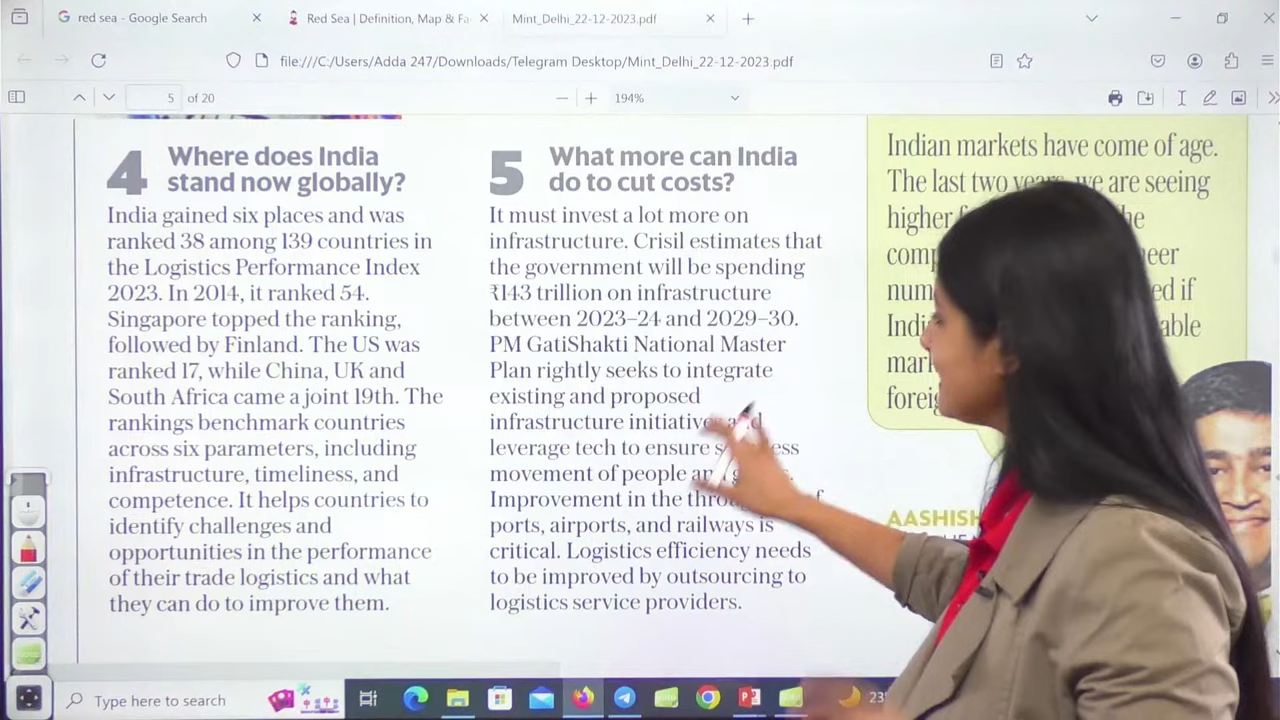 red sea - Google Search
Red Sea | Definition, Map & Fa
Mint_Delhi_22-12-2023.pdf
file:///C:/Users/Adda 247/Downloads/Telegram Desktop/Mint_Delhi_22-12-2023.pdf
5 of 20
194%
4 Where does India
stand now globally?
India gained six places and was
ranked 38 among 139 countries in
the Logistics Performance Index
2023. In 2014, it ranked 54.
Singapore topped the ranking,
followed by Finland. The US was
ranked 17, while China, UK and
South Africa came a joint 19th. The
rankings benchmark countries
across six parameters, including
infrastructure, timeliness, and
competence. It helps countries to
identify challenges and
opportunities in the performance
of their trade logistics and what
they can do to improve them.
5 What more can India
do to cut costs?
It must invest a lot more on
infrastructure. Crisil estimates that
the government will be spending
₹143 trillion on infrastructure
between 2023–24 and 2029–30.
PM GatiShakti National Master
Plan rightly seeks to integrate
existing and proposed
infrastructure initiatives and
leverage tech to ensure
movement of people
Improvement in the of
ports, airports, and railways is
critical. Logistics efficiency needs
to be improved by outsourcing to
logistics service providers.
Indian markets have come of age.
The last two years, we are seeing
higher
if
AASHISH
Type here to search
23